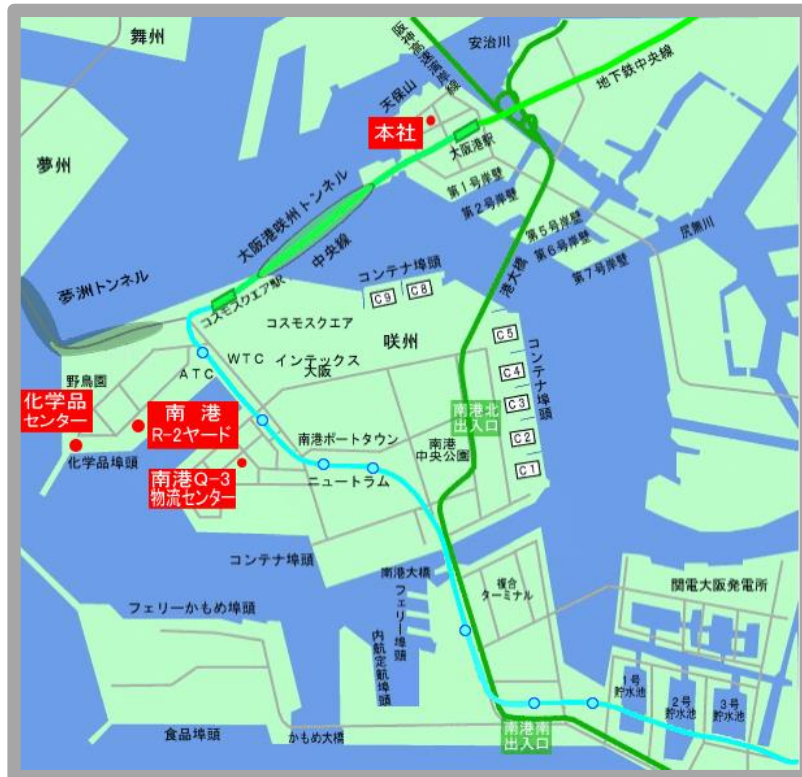 舞州
夢州
阪神高速湾岸線
安治川
地下鉄中央線
天保山
本社
大阪港駅
第1号岸壁
第2号岸壁
第5号岸壁
第6号岸壁
第7号岸壁
尻無川
大阪港咲州トンネル
中央線
夢洲トンネル
コスモスクエア駅
コンテナ埠頭
C9
C8
港大橋
コスモスクエア
咲州
C5
C4
C3
C2
C1
コンテナ埠頭
WTC
インテックス
大阪
ATC
野鳥園
化学品
センター
南港
R-2ヤード
化学品埠頭
南港Q-3
物流センター
南港北
出入口
南港ポートタウン
南港
中央公園
ニュートラム
コンテナ埠頭
南港大橋
フェリー埠頭
内航定航埠頭
複合
ターミナル
関電大阪発電所
フェリーかもめ埠頭
1号
貯水池
2号
貯水池
3号
貯水池
食品埠頭
かもめ大橋
南港南
出入口